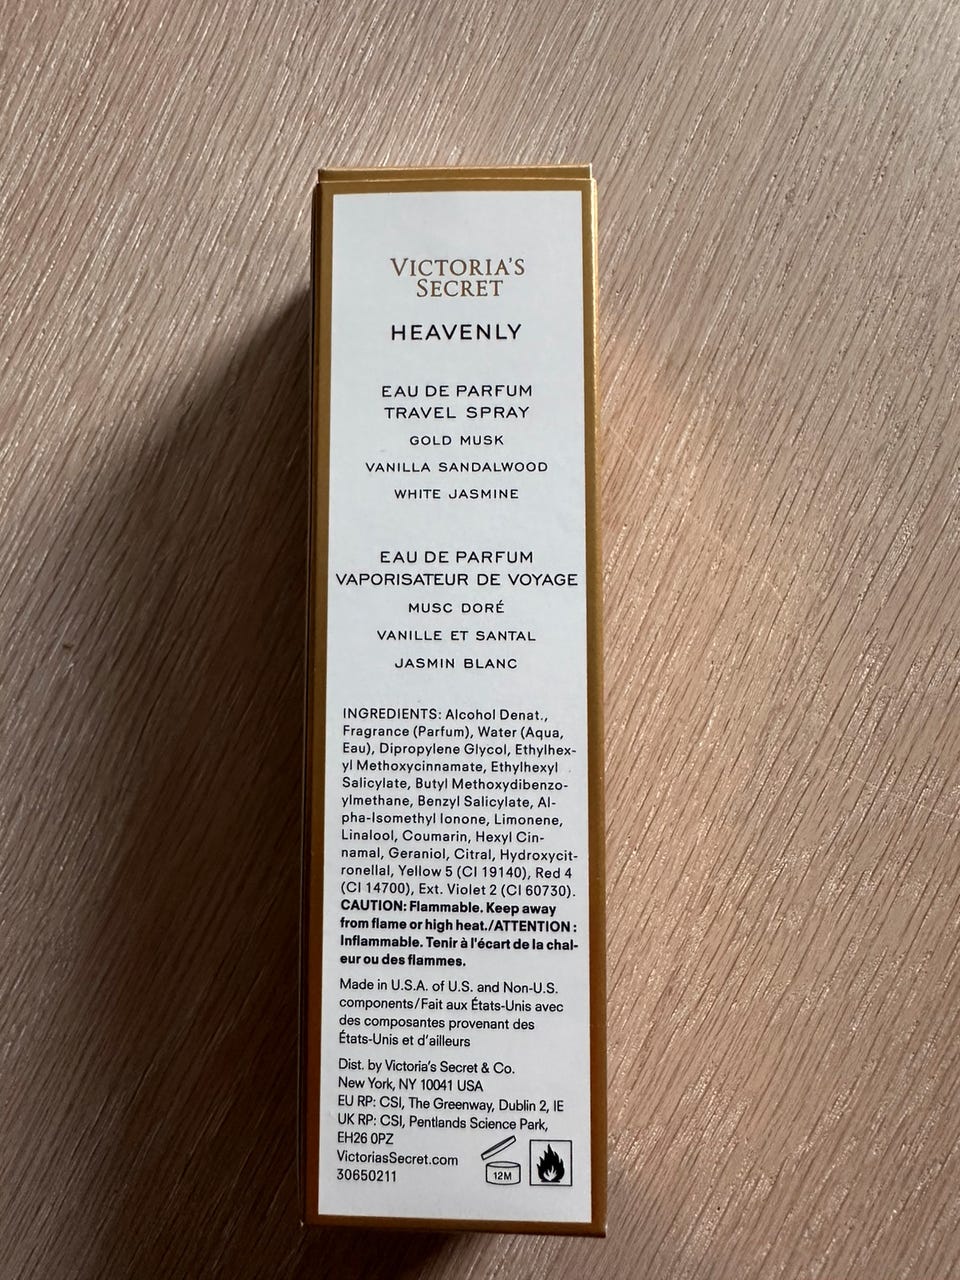 VICTORIA'S
SECRET
HEAVENLY
EAU DE PARFUM
TRAVEL SPRAY
GOLD MUSK
VANILLA SANDALWOOD
WHITE JASMINE
EAU DE PARFUM
VAPORISATEUR DE VOYAGE
MUSC DORÉ
VANILLE ET SANTAL
JASMIN BLANC
INGREDIENTS: Alcohol Denat.,
Fragrance (Parfum), Water (Aqua,
Eau), Dipropylene Glycol, Ethylhex-
yl Methoxycinnamate, Ethylhexyl
Salicylate, Butyl Methoxydibenzo-
ylmethane, Benzyl Salicylate, Al-
pha-Isomethyl Ionone, Limonene,
Linalool, Coumarin, Hexyl Cin-
namal, Geraniol, Citral, Hydroxycit-
ronellal, Yellow 5 (CI 19140), Red 4
(CI 14700), Ext. Violet 2 (CI 60730).
CAUTION: Flammable. Keep away
from flame or high heat./ATTENTION :
Inflammable. Tenir à l'écart de la chal-
eur ou des flammes.
Made in U.S.A. of U.S. and Non-U.S.
components/Fait aux États-Unis avec
des composantes provenant des
États-Unis et d'ailleurs
Dist. by Victoria's Secret & Co.
New York, NY 10041 USA
EU RP: CSI, The Greenway, Dublin 2, IE
UK RP: CSI, Pentlands Science Park,
EH26 0PZ
VictoriasSecret.com
30650211
12M